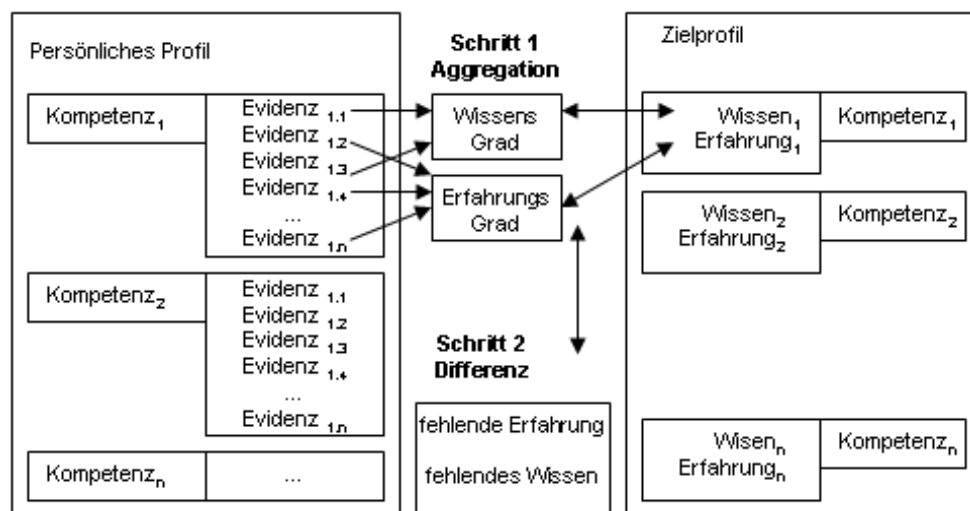 Persönliches Profil
Kompetenz1
Evidenz 1.1
Evidenz 1.2
Evidenz 1.3
Evidenz 1.4
...
Evidenz 1.n
Kompetenz2
Evidenz 1.1
Evidenz 1.2
Evidenz 1.3
Evidenz 1.4
...
Evidenz 1.n
Kompetenzn
...
Schritt 1
Aggregation
Wissens
Grad
Erfahrungs
Grad
Schritt 2
Differenz
fehlende Erfahrung
fehlendes Wissen
Zielprofil
Wissen1
Erfahrung1
Kompetenz1
Wissen2
Erfahrung2
Kompetenz2
Wisenn
Erfahrungn
Kompetenzn